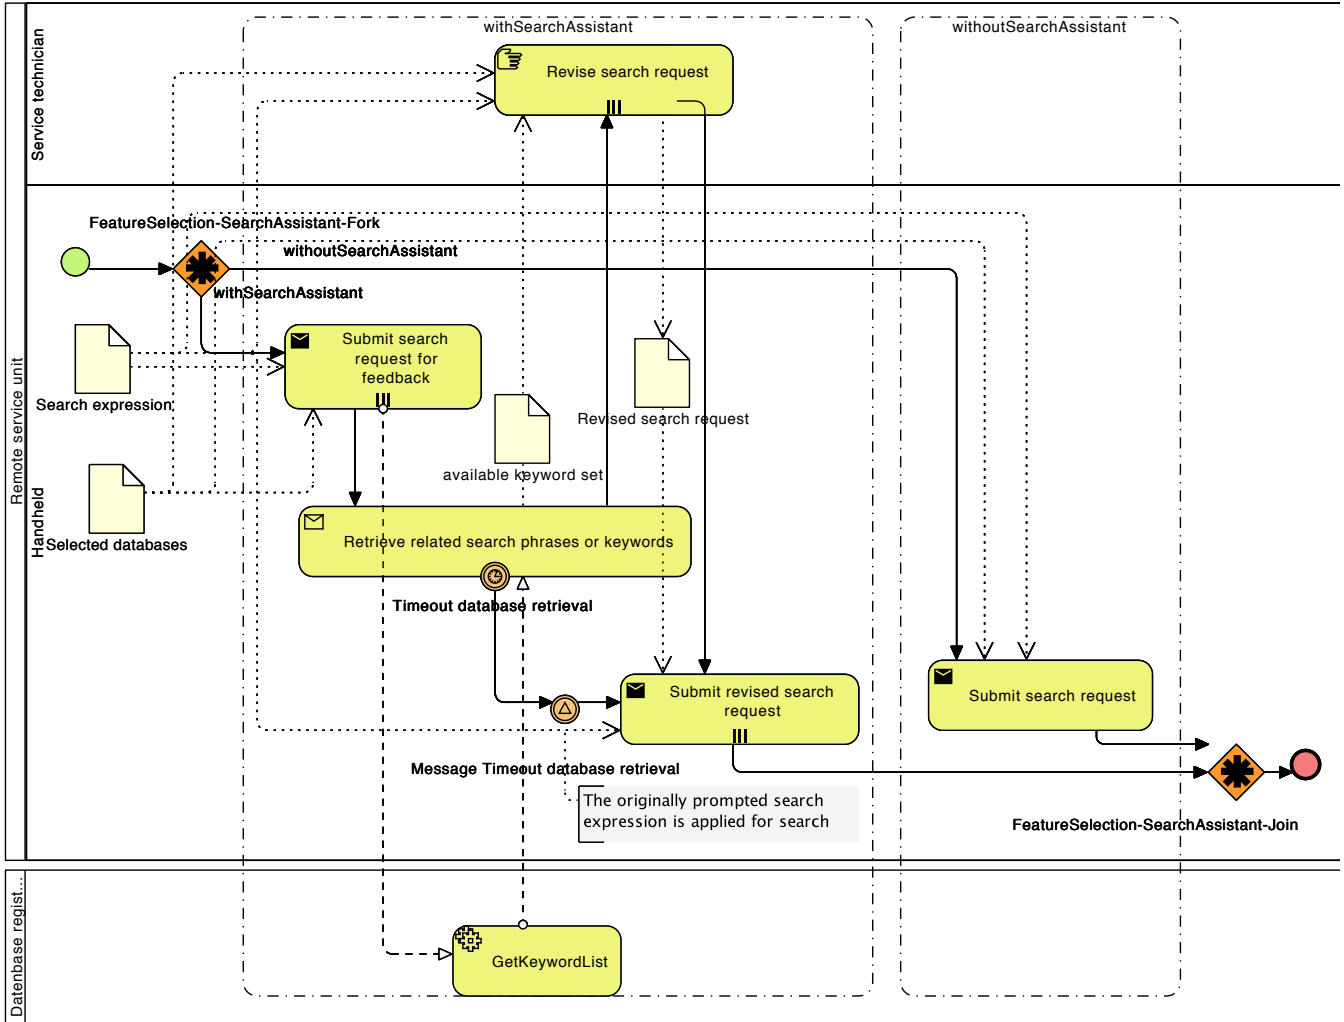 withSearchAssistant
withoutSearchAssistant
Service technician
Revise search request
FeatureSelection-SearchAssistant-Fork
withoutSearchAssistant
withSearchAssistant
Submit search
request for
feedback
Remote service unit
Search expression
Revised search request
available keyword set
Handheld
Selected databases
Retrieve related search phrases or keywords
Timeout database retrieval
Submit revised search
request
Submit search request
Message Timeout database retrieval
The originally prompted search
expression is applied for search
FeatureSelection-SearchAssistant-Join
Datenbase regist...
GetKeywordList